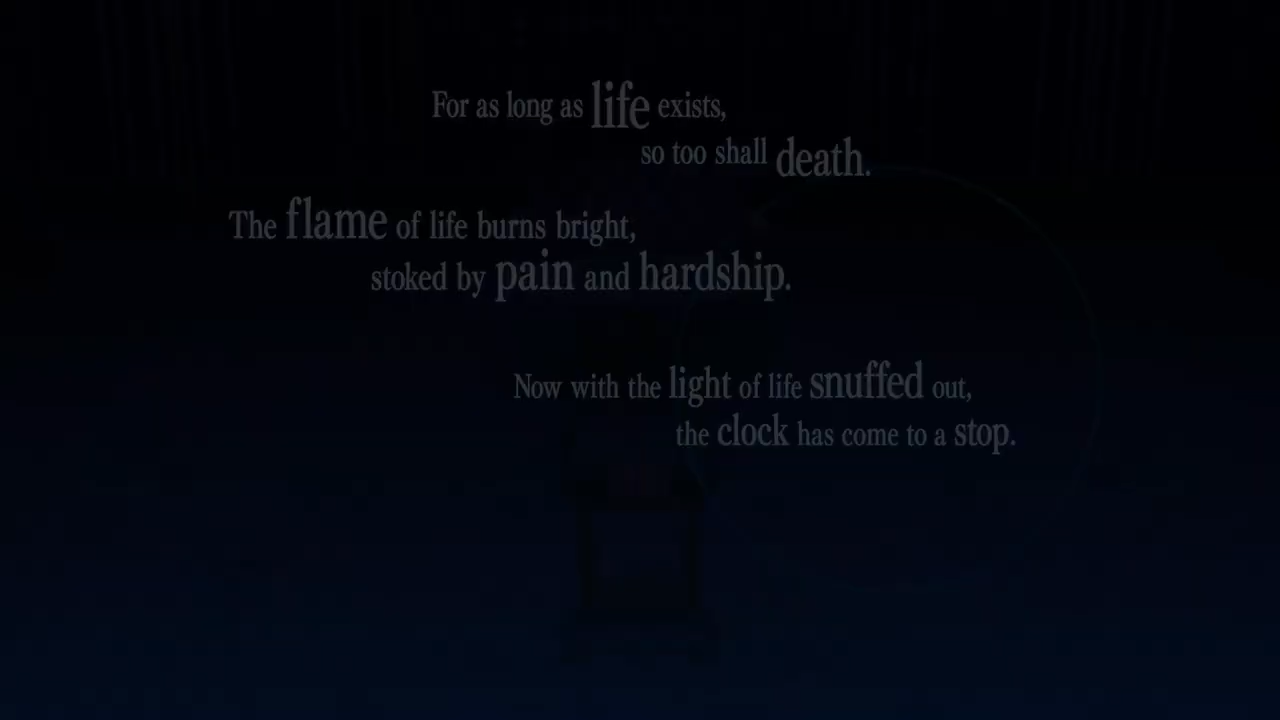 For as long as life exists,
so too shall death.
The flame of life burns bright,
stoked by pain and hardship.
Now with the light of life snuffed out,
the clock has come to a stop.